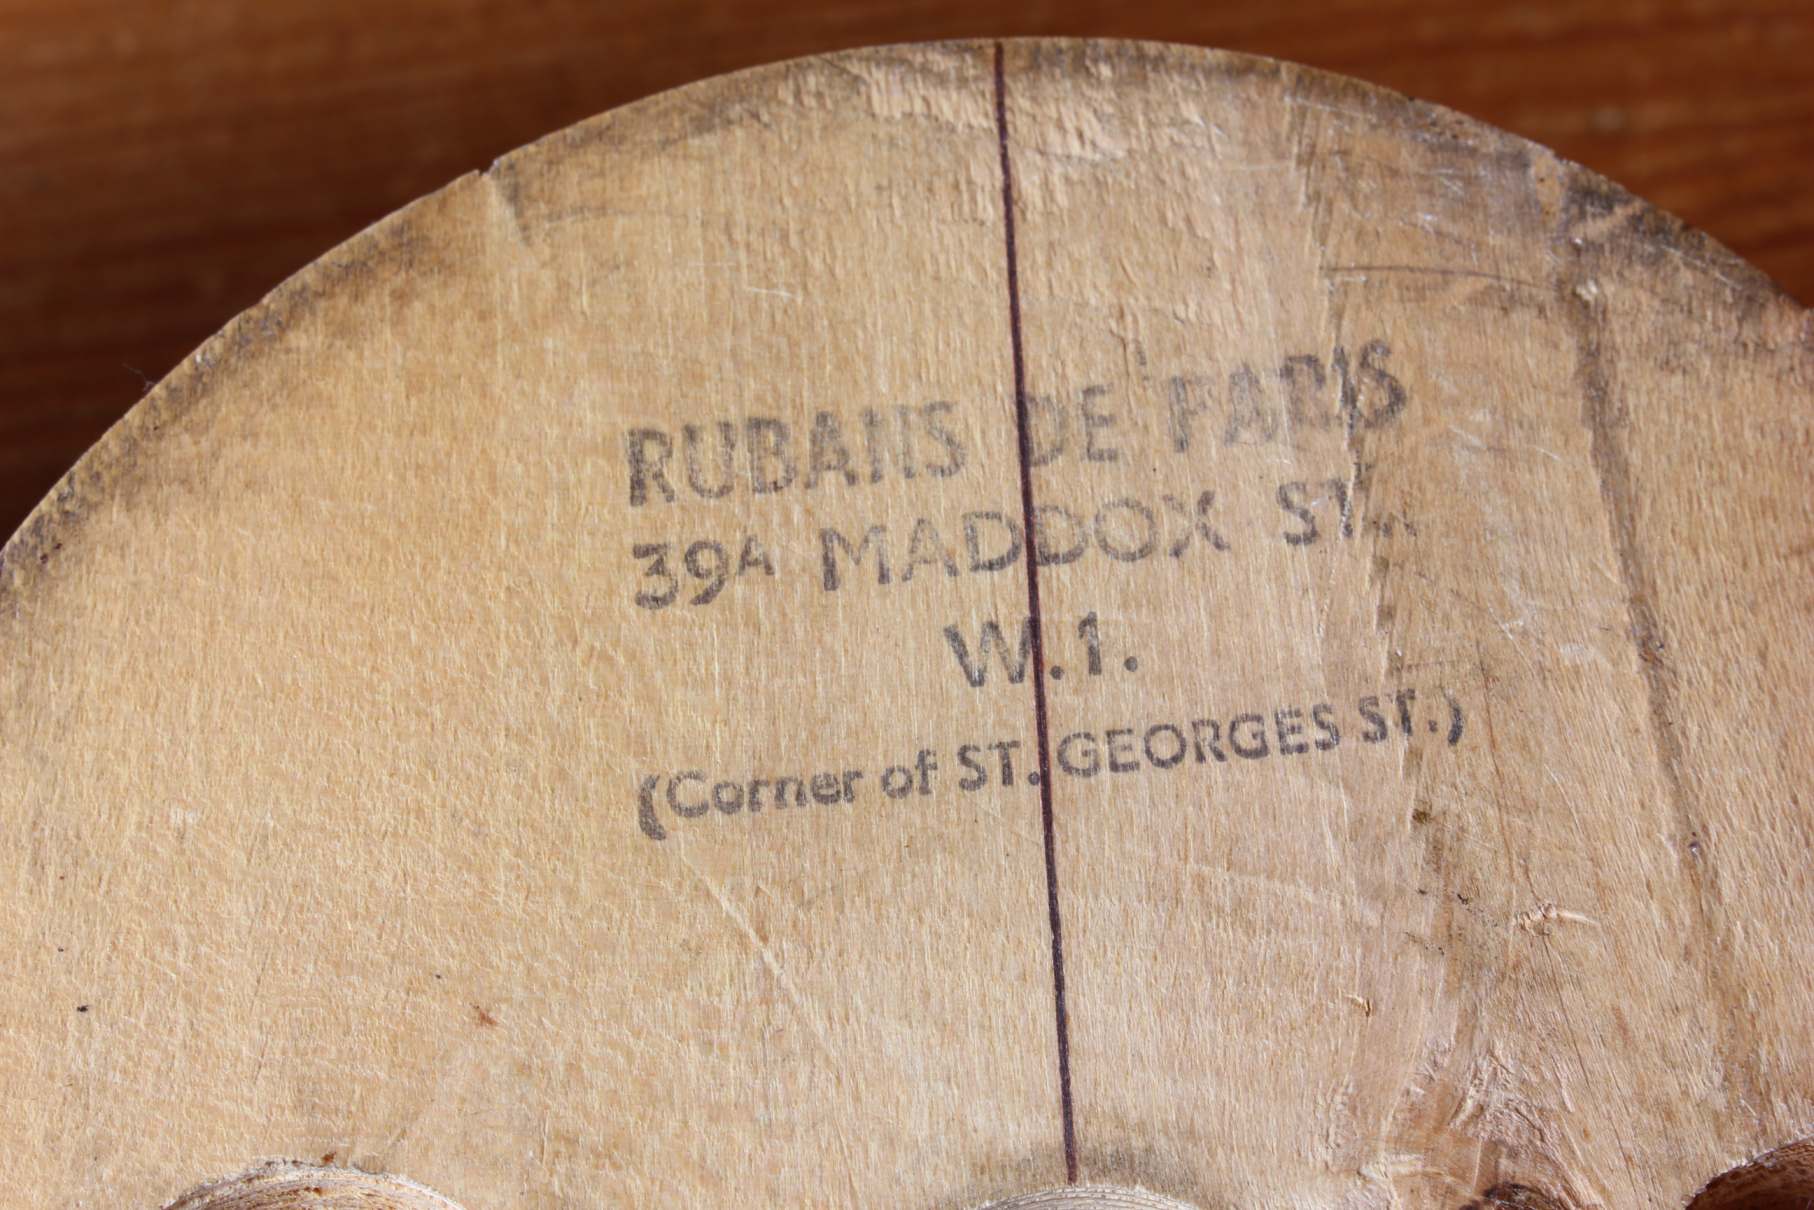 RUBANS DE PARIS
39A MADDOX ST.
W.1.
(Corner of ST. GEORGES ST.)